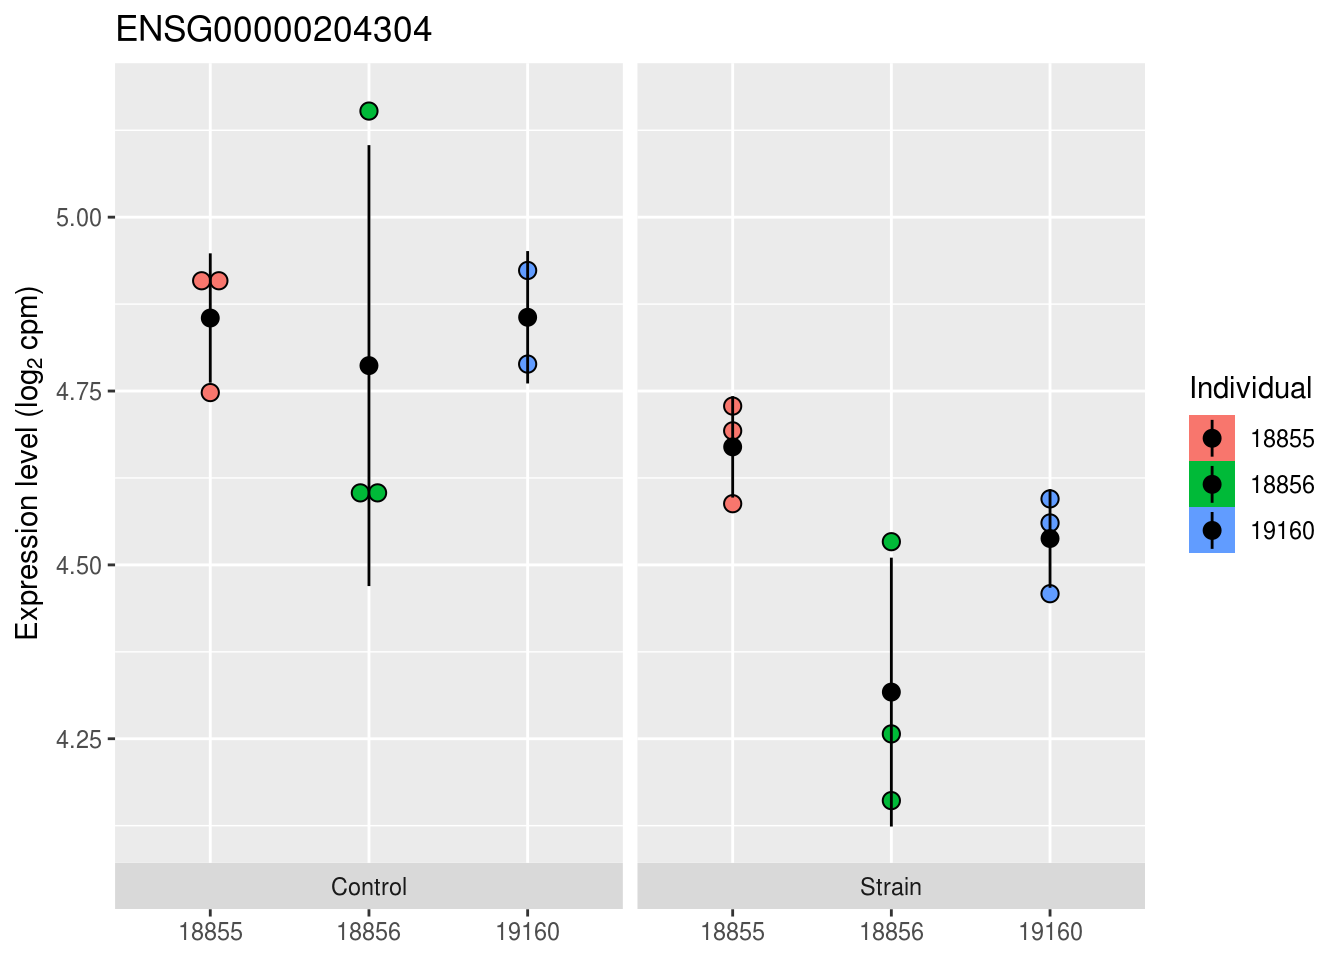 ENSG00000204304
Expression level (log₂ cpm)
5.00
4.75
4.50
4.25
Control
Strain
18855
18856
19160
18855
18856
19160
Individual
18855
18856
19160